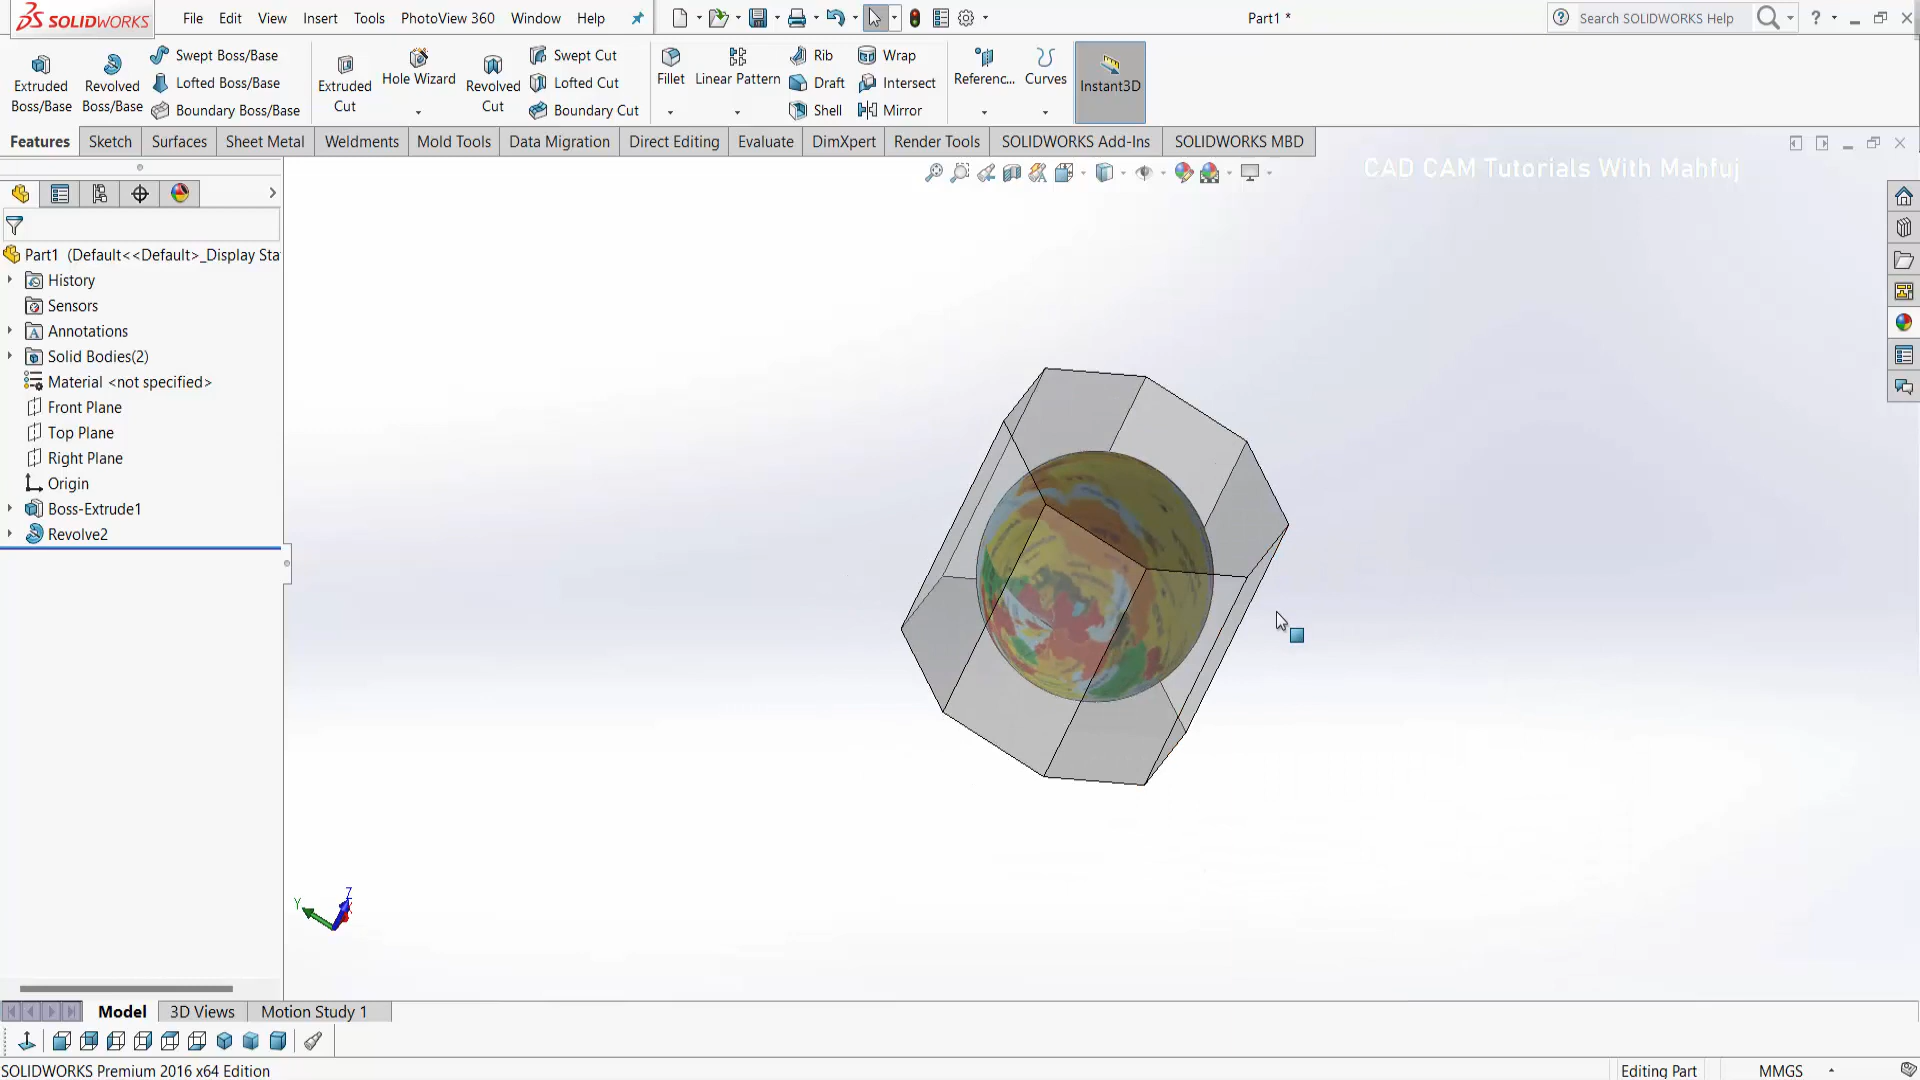 SOLIDWORKS File Edit View Insert Tools PhotoView 360 Window Help Part1 * Search SOLIDWORKS Help ?
Extruded Boss/Base
Revolved Boss/Base
Swept Boss/Base
Lofted Boss/Base
Boundary Boss/Base
Extruded Cut
Hole Wizard
Revolved Cut
Swept Cut
Lofted Cut
Boundary Cut
Fillet
Linear Pattern
Rib
Draft
Shell
Wrap
Intersect
Mirror
Referenc...
Curves
Instant3D
Features Sketch Surfaces Sheet Metal Weldments Mold Tools Data Migration Direct Editing Evaluate DimXpert Render Tools SOLIDWORKS Add-Ins SOLIDWORKS MBD
CAD CAM Tutorials With Mahfuj
Part1 (Default<<Default>_Display Sta
History
Sensors
Annotations
Solid Bodies(2)
Material <not specified>
Front Plane
Top Plane
Right Plane
Origin
Boss-Extrude1
Revolve2
Z
Y
Model 3D Views Motion Study 1
SOLIDWORKS Premium 2016 x64 Edition Editing Part MMGS